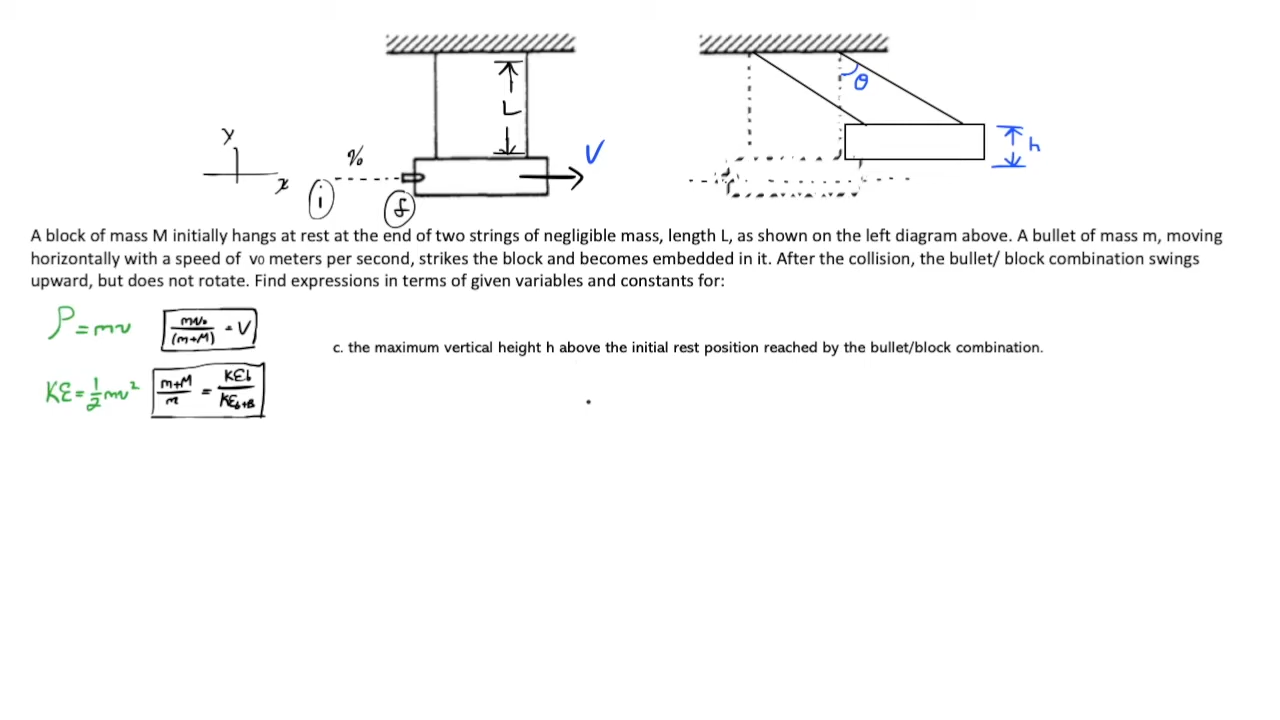 L
θ
y
x
v₀
i
f
V
h
A block of mass M initially hangs at rest at the end of two strings of negligible mass, length L, as shown on the left diagram above. A bullet of mass m, moving
horizontally with a speed of v₀ meters per second, strikes the block and becomes embedded in it. After the collision, the bullet/ block combination swings
upward, but does not rotate. Find expressions in terms of given variables and constants for:
P = mv
mv₀/(m+M) = V
c. the maximum vertical height h above the initial rest position reached by the bullet/block combination.
KE = 1/2 mv²
m+M/m = KEb/KEb+B